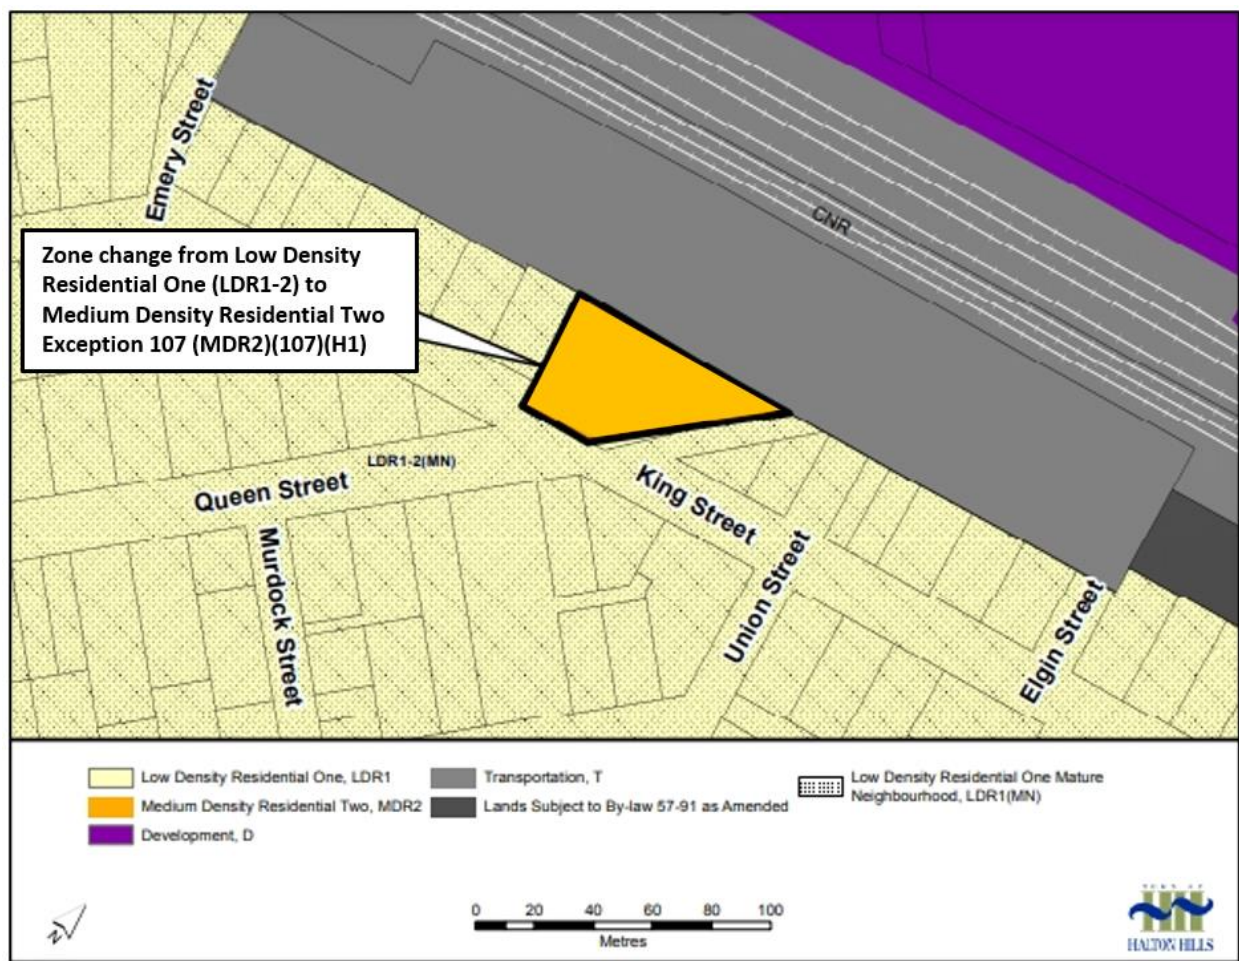 Emery Street
CNR
Zone change from Low Density
Residential One (LDR1-2) to
Medium Density Residential Two
Exception 107 (MDR2)(107)(H1)
LDR1-2(MN)
Queen Street
King Street
Murdock Street
Union Street
Elgin Street
Low Density Residential One, LDR1
Medium Density Residential Two, MDR2
Development, D
Transportation, T
Lands Subject to By-law 57-91 as Amended
Low Density Residential One Mature
Neighbourhood, LDR1(MN)
N
0 20 40 60 80 100
Metres
TOWN OF
HALTON HILLS